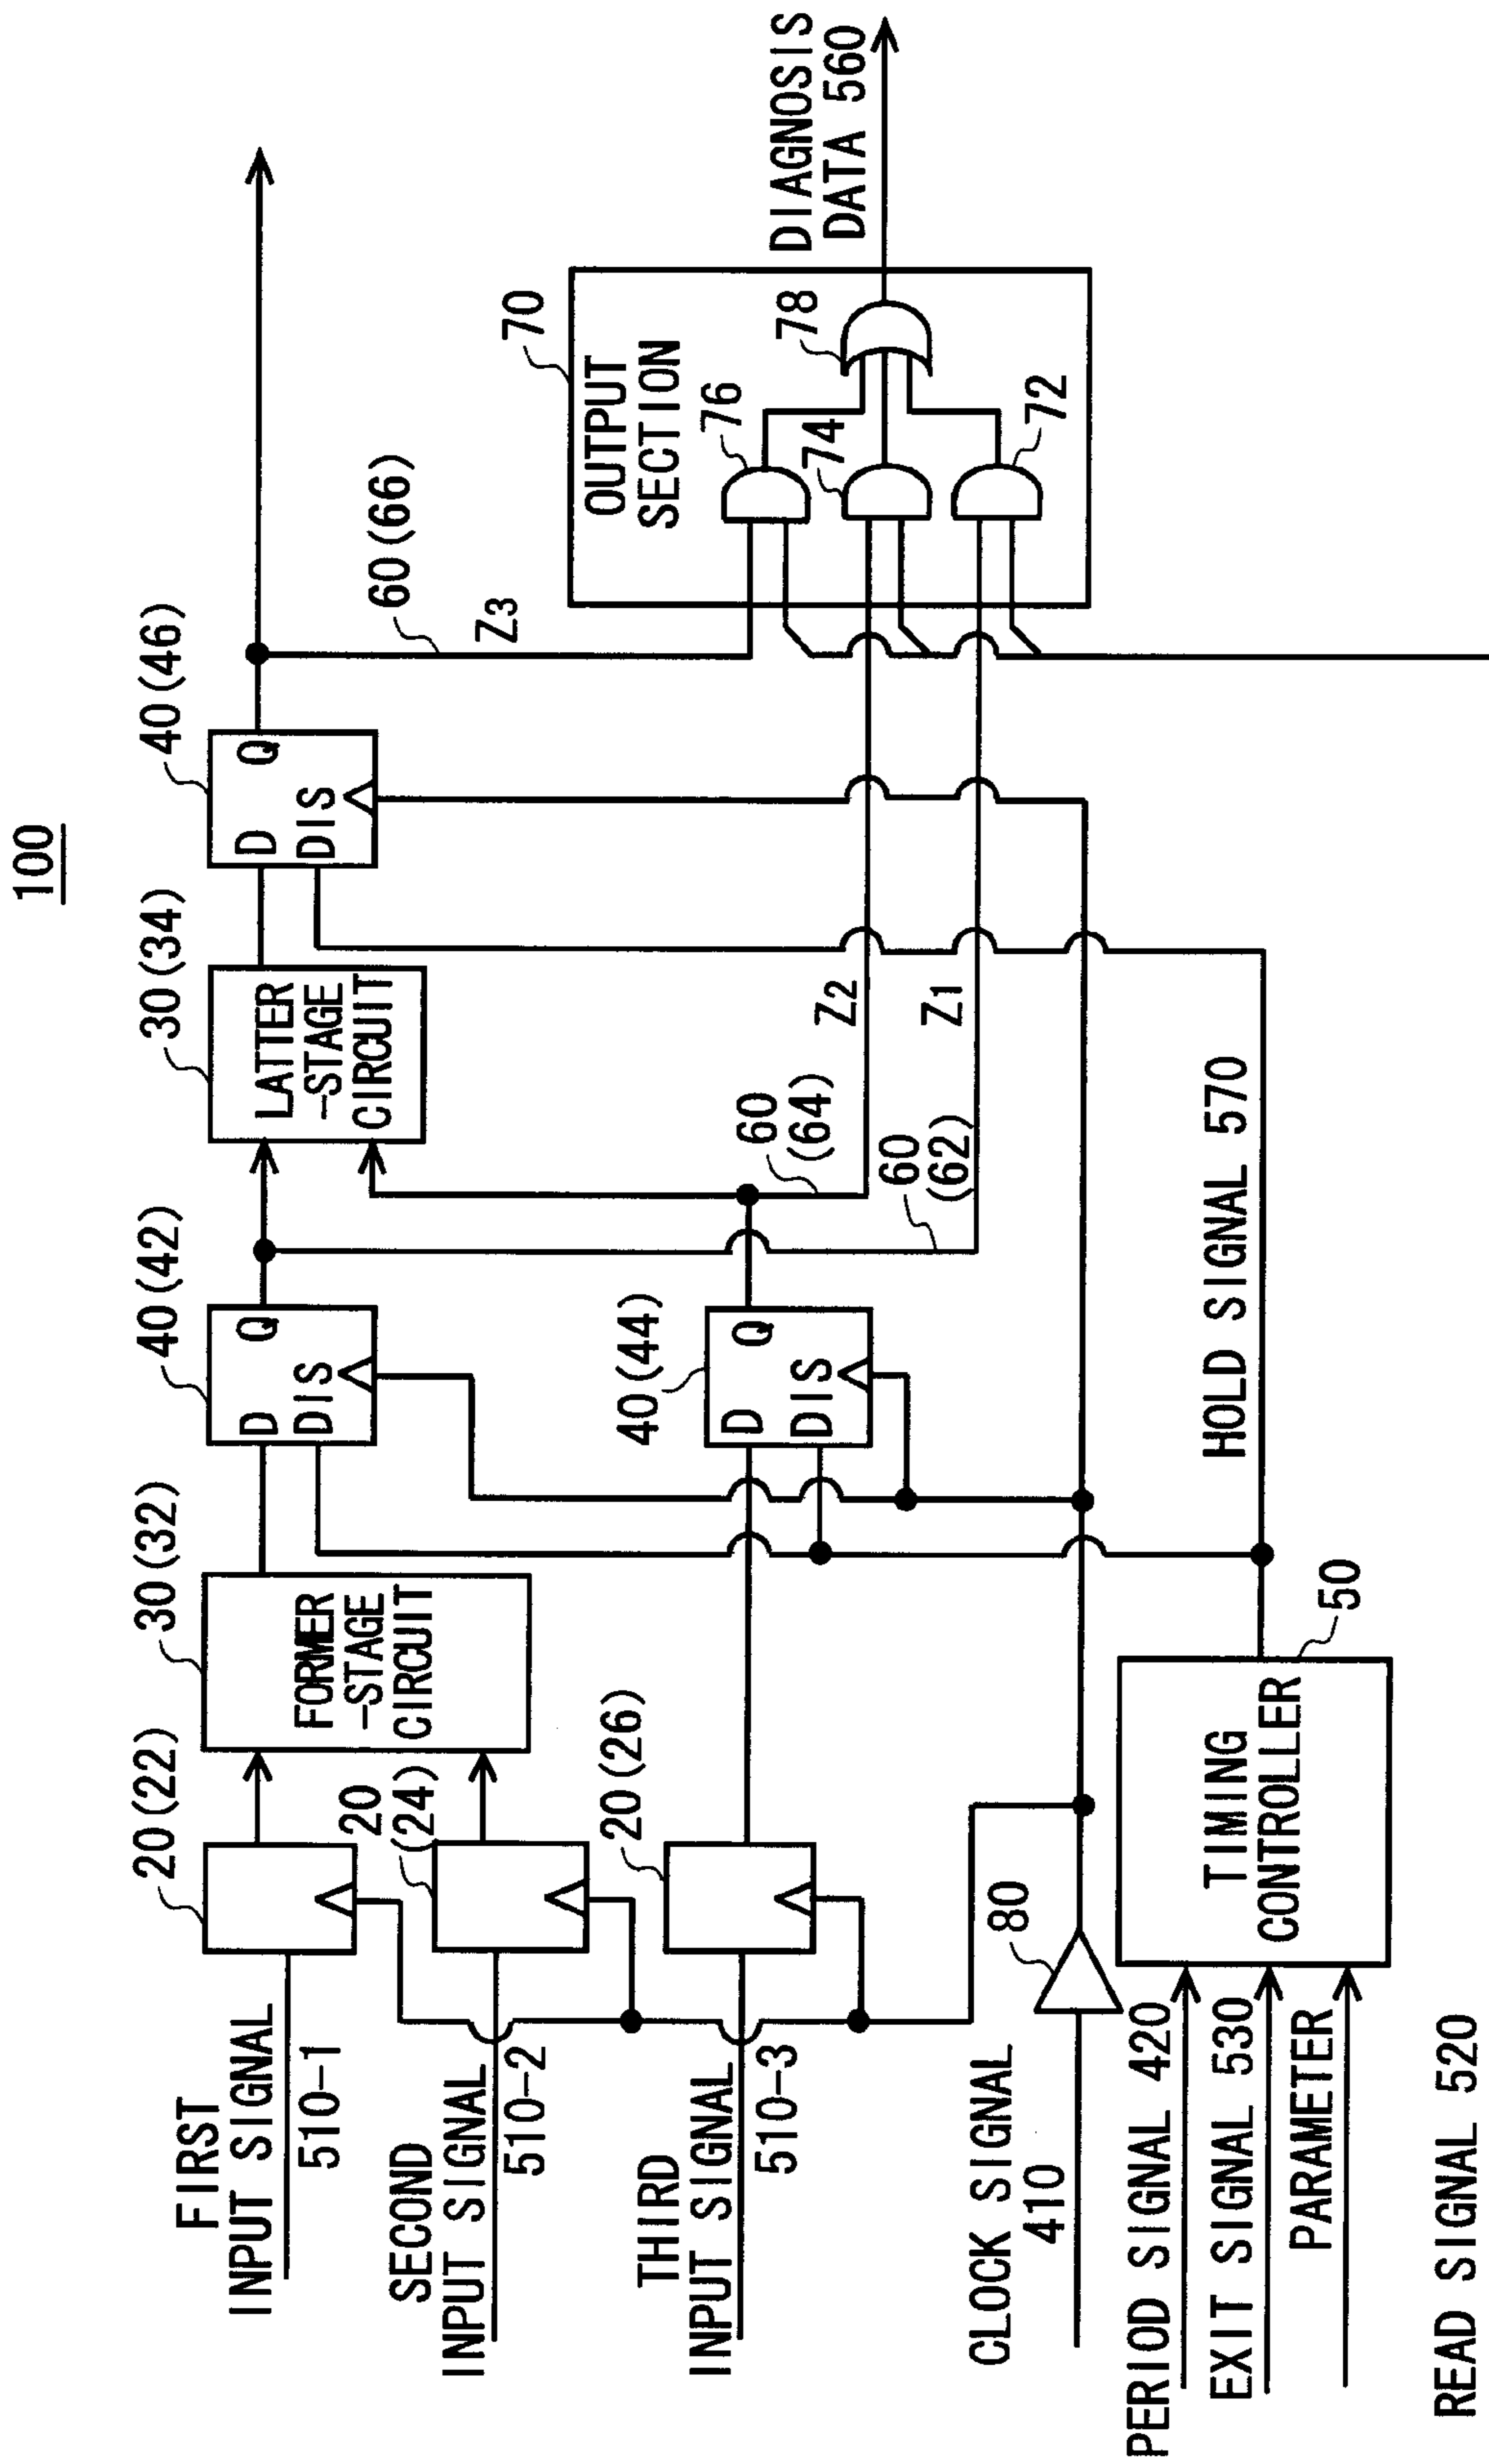 100
FIRST
INPUT SIGNAL
510-1
20(22)
30(32)
FORMER
-STAGE
CIRCUIT
40(42)
D
Q
DIS
30(34)
LATTER
-STAGE
CIRCUIT
40(46)
D
Q
DIS
60(66)
Z3
SECOND
INPUT SIGNAL
510-2
20
(24)
THIRD
INPUT SIGNAL
510-3
20(26)
40(44)
D
Q
DIS
60
(64)
Z2
60
(62)
Z1
70
OUTPUT
SECTION
76
74
72
78
DIAGNOSIS
DATA 560
CLOCK SIGNAL
410
80
PERIOD SIGNAL 420
EXIT SIGNAL 530
PARAMETER
TIMING
CONTROLLER
50
HOLD SIGNAL 570
READ SIGNAL 520